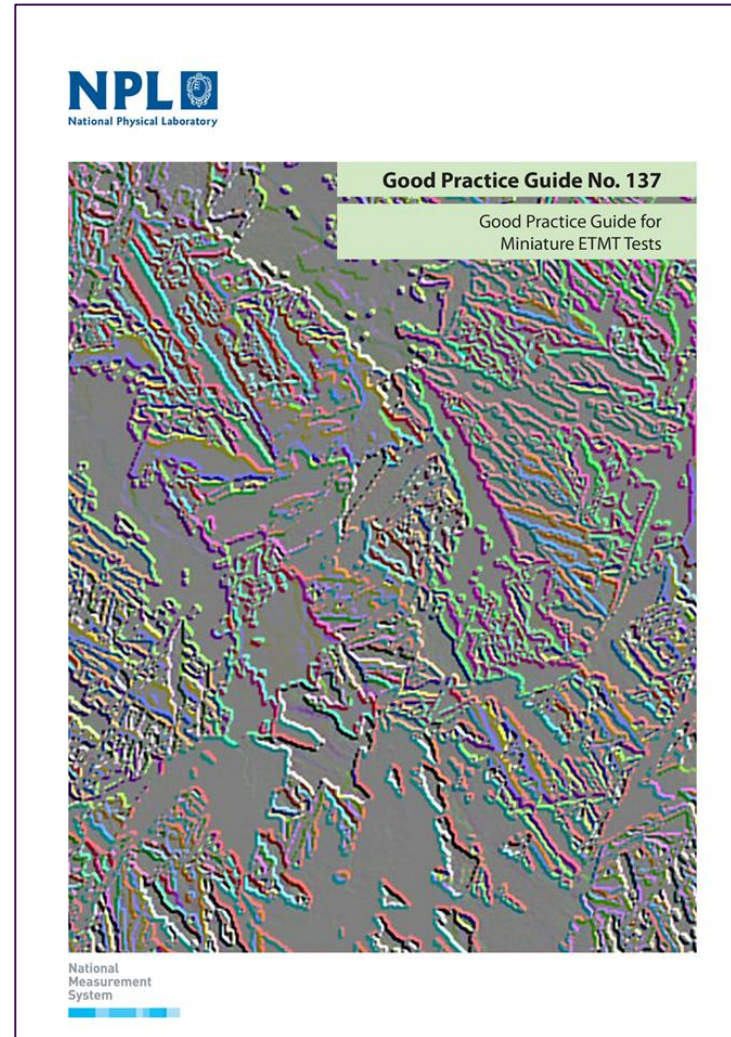 NPL
National Physical Laboratory
Good Practice Guide No. 137
Good Practice Guide for
Miniature ETMT Tests
National
Measurement
System